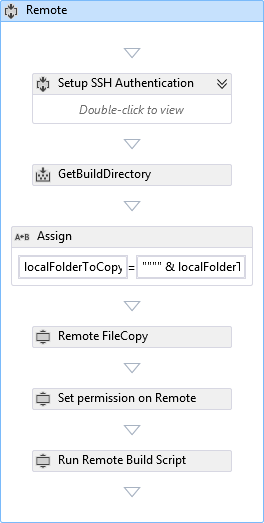 Remote
Setup SSH Authentication
Double-click to view
GetBuildDirectory
A+B Assign
localFolderToCopy = """" & localFolderT
Remote FileCopy
Set permission on Remote
Run Remote Build Script